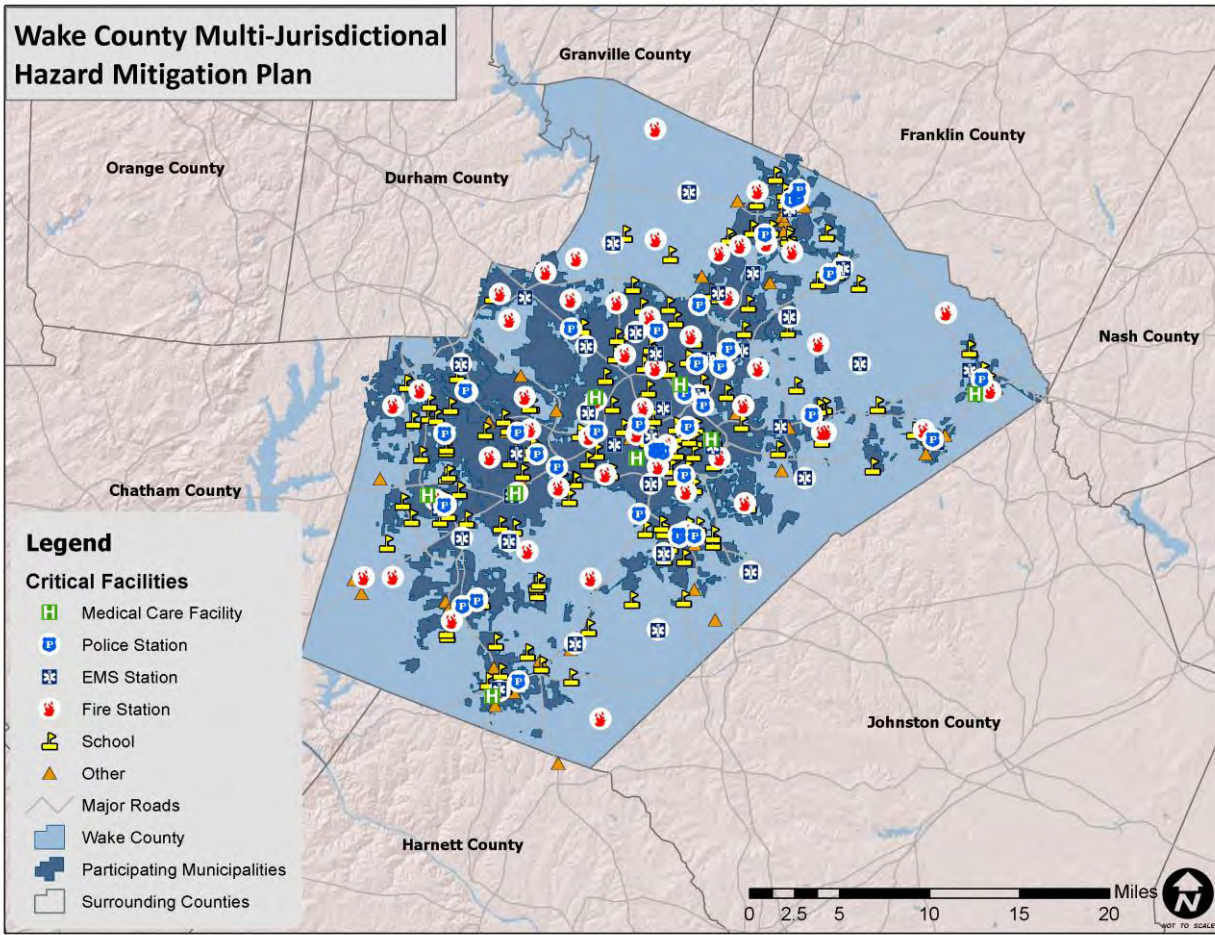 Wake County Multi-Jurisdictional
Hazard Mitigation Plan
Granville County
Franklin County
Orange County
Durham County
Nash County
Chatham County
Johnston County
Harnett County
Legend
Critical Facilities
H Medical Care Facility
P Police Station
EMS Station
Fire Station
School
Other
Major Roads
Wake County
Participating Municipalities
Surrounding Counties
Miles
0 2.5 5 10 15 20
N
NOT TO SCALE